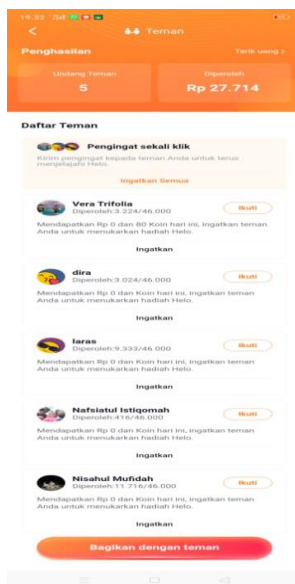 19.52
Teman
Penghasilan
Tarik uang >
Undang Teman
Diperoleh
5
Rp 27.714
Daftar Teman
Pengingat sekali klik
Kirim pengingat kepada teman Anda untuk terus
menjelajahi Helo.
Ingatkan Semua
Vera Trifolia
Diperoleh:3.224/46.000
Ikuti
Mendapatkan Rp 0 dan 80 Koin hari ini, ingatkan teman
Anda untuk menukarkan hadiah Helo.
Ingatkan
dira
Diperoleh:3.024/46.000
Ikuti
Mendapatkan Rp 0 dan Koin hari ini, ingatkan teman
Anda untuk menukarkan hadiah Helo.
Ingatkan
laras
Diperoleh:9.333/46.000
Ikuti
Mendapatkan Rp 0 dan Koin hari ini, ingatkan teman
Anda untuk menukarkan hadiah Helo.
Ingatkan
Nafsiatul Istiqomah
Diperoleh:416/46.000
Ikuti
Mendapatkan Rp 0 dan Koin hari ini, ingatkan teman
Anda untuk menukarkan hadiah Helo.
Ingatkan
Nisahul Mufidah
Diperoleh:11.716/46.000
Ikuti
Mendapatkan Rp 0 dan Koin hari ini, ingatkan teman
Anda untuk menukarkan hadiah Helo.
Ingatkan
Bagikan dengan teman